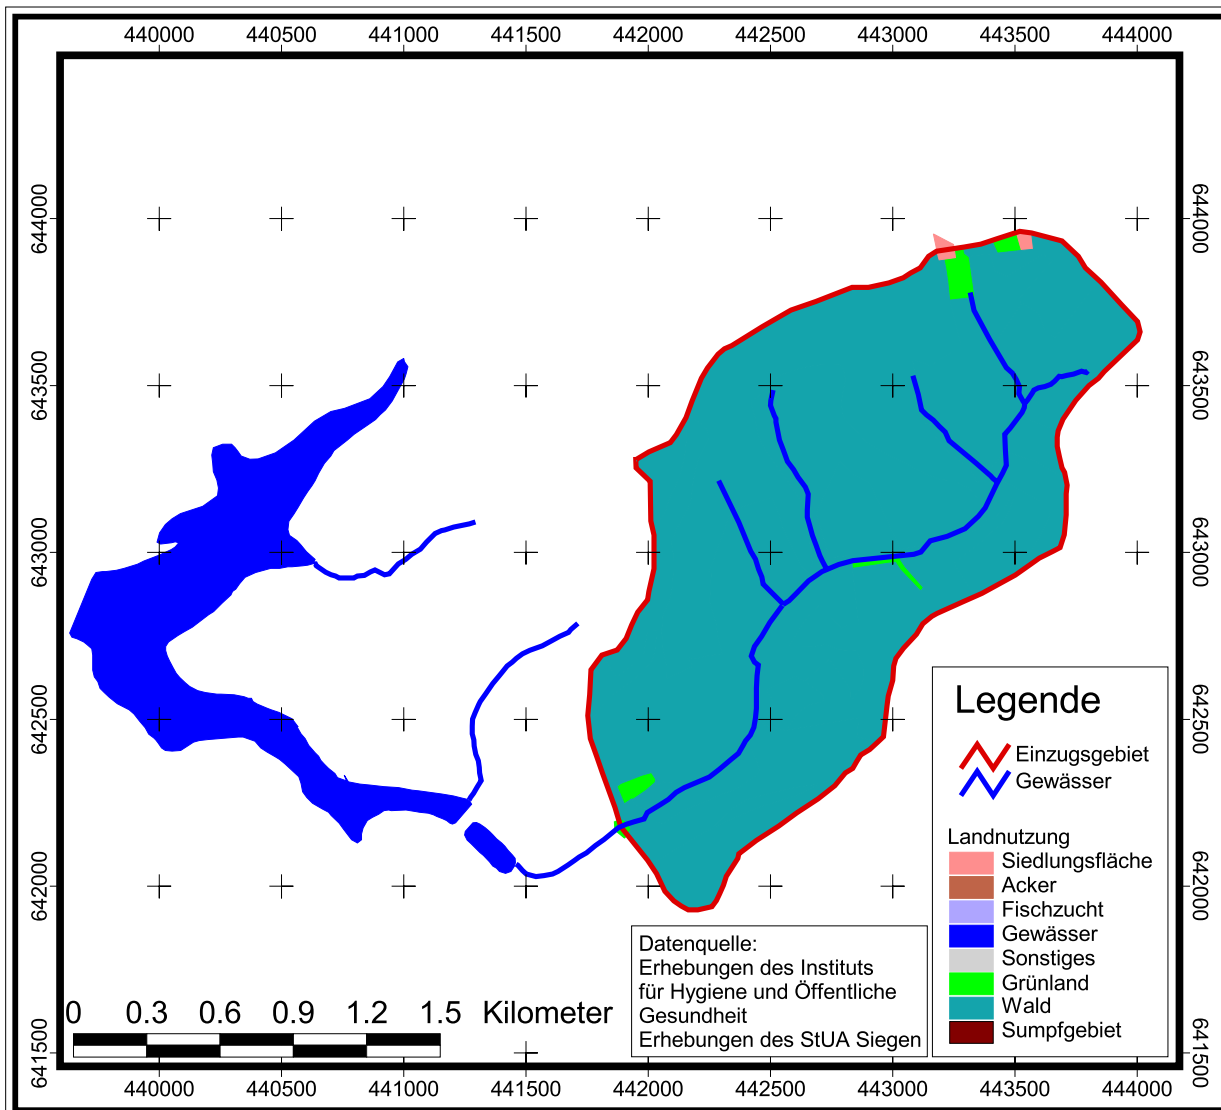 440000 440500 441000 441500 442000 442500 443000 443500 444000
644000 644000
643500 643500
643000 643000
642500 642500
642000 642000
641500 641500
Legende
Einzugsgebiet
Gewässer
Landnutzung
Siedlungsfläche
Acker
Fischzucht
Gewässer
Sonstiges
Grünland
Wald
Sumpfgebiet
Datenquelle:
Erhebungen des Instituts
für Hygiene und Öffentliche
Gesundheit
Erhebungen des StUA Siegen
0 0.3 0.6 0.9 1.2 1.5 Kilometer
440000 440500 441000 441500 442000 442500 443000 443500 444000